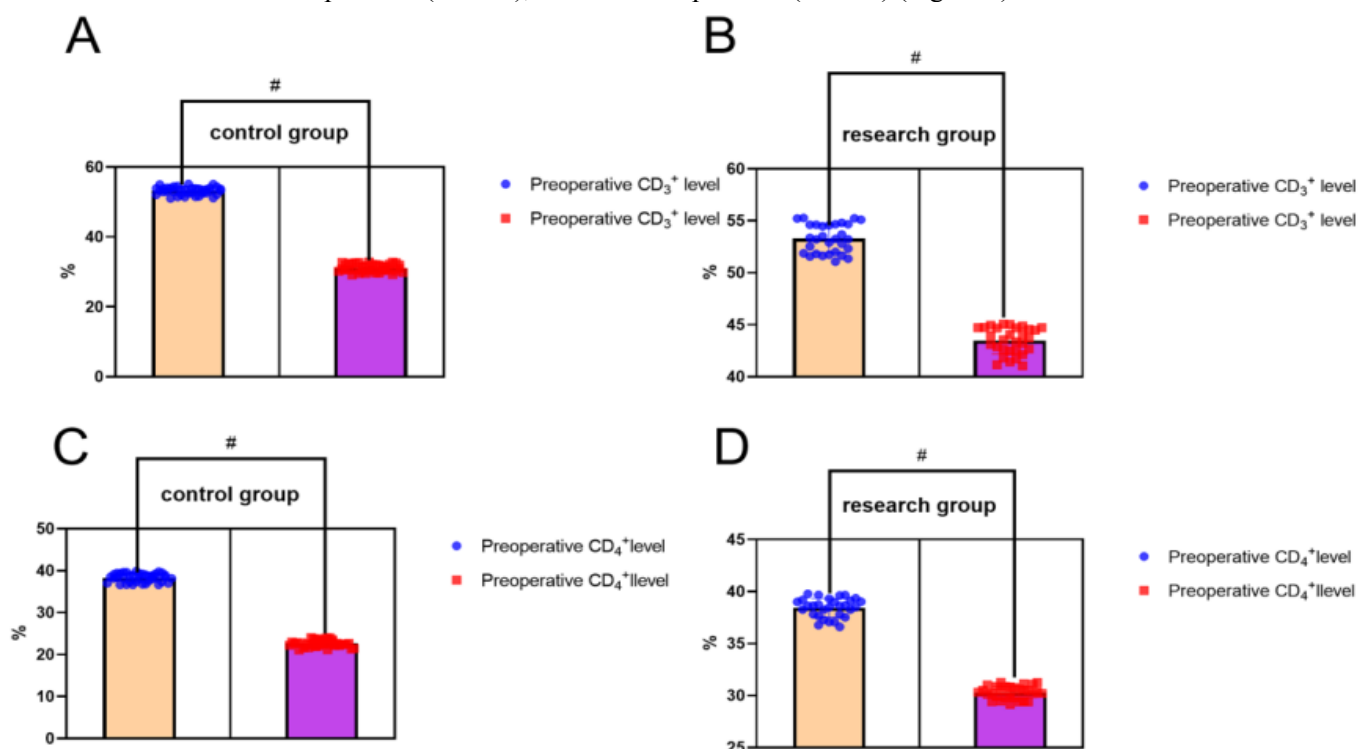 A
#
control group
60
40
20
0
%
Preoperative CD₃⁺ level
Preoperative CD₃⁺ level
B
#
research group
60
55
50
45
40
%
Preoperative CD₃⁺ level
Preoperative CD₃⁺ level
C
#
control group
50
40
30
20
10
0
%
Preoperative CD₄⁺level
Preoperative CD₄⁺llevel
D
#
research group
45
40
35
30
25
%
Preoperative CD₄⁺level
Preoperative CD₄⁺llevel